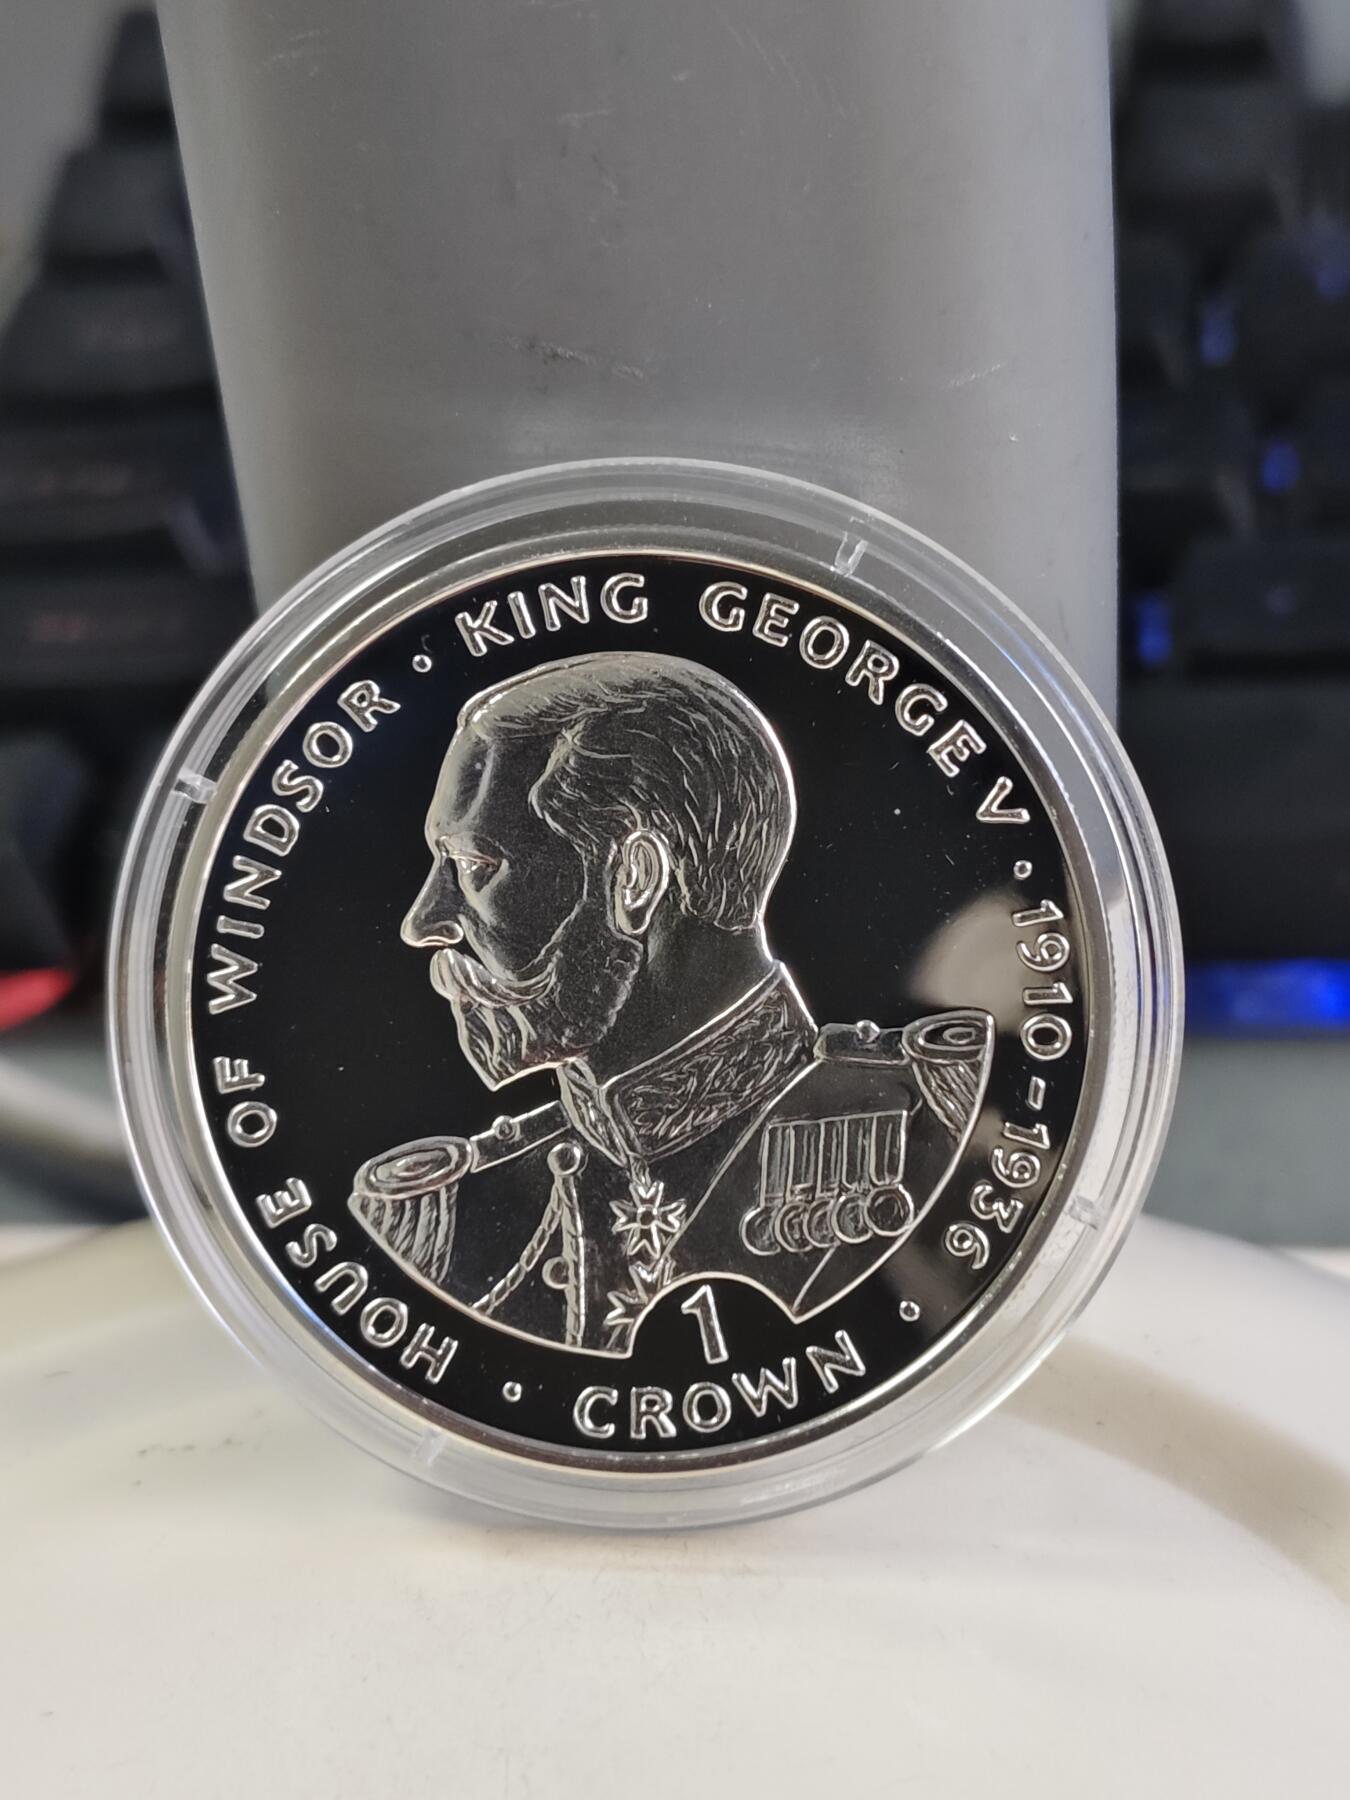 HOUSE OF WINDSOR · KING GEORGE V · 1910-1936 ·
1
CROWN ·